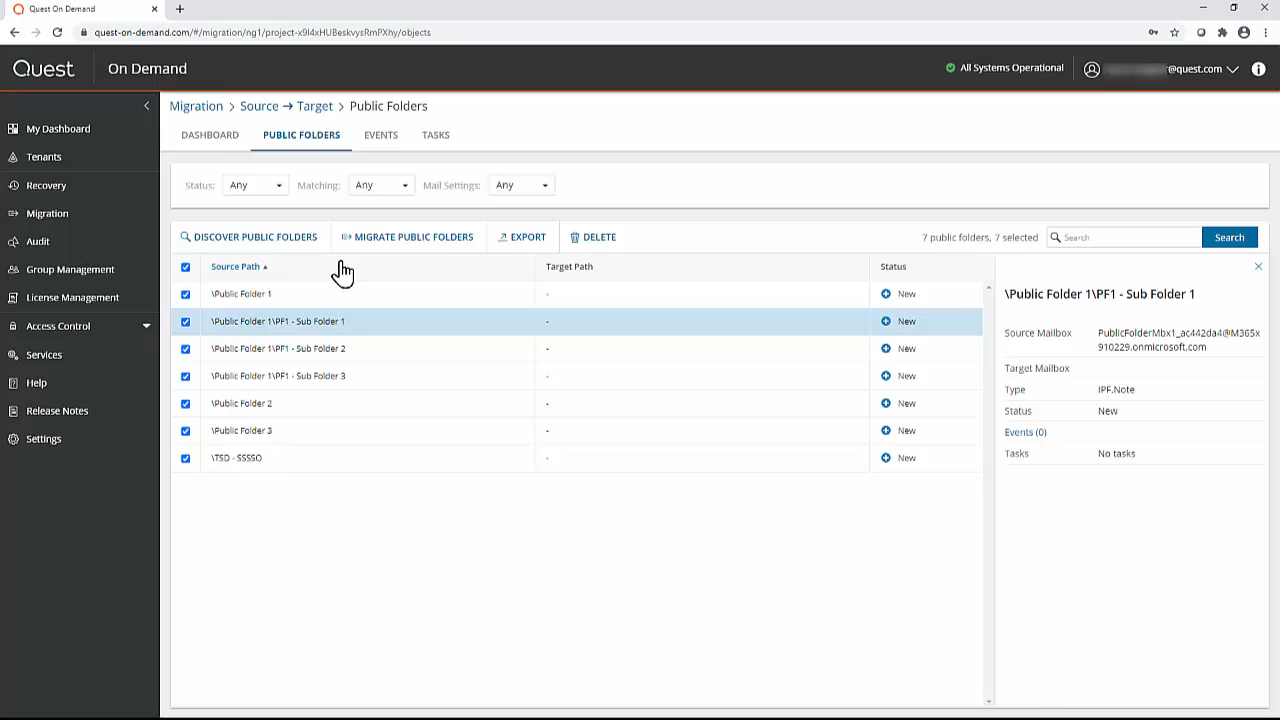 Quest On Demand
quest-on-demand.com/#/migration/ng1/project-x9l4xHUBeskvysRmPXhy/objects
Quest On Demand
All Systems Operational
@quest.com
My Dashboard
Tenants
Recovery
Migration
Audit
Group Management
License Management
Access Control
Services
Help
Release Notes
Settings
Migration > Source → Target > Public Folders
DASHBOARD PUBLIC FOLDERS EVENTS TASKS
Status: Any Matching: Any Mail Settings: Any
DISCOVER PUBLIC FOLDERS MIGRATE PUBLIC FOLDERS EXPORT DELETE 7 public folders, 7 selected Search Search
Source Path Target Path Status
\Public Folder 1 - New
\Public Folder 1\PF1 - Sub Folder 1 - New
\Public Folder 1\PF1 - Sub Folder 2 - New
\Public Folder 1\PF1 - Sub Folder 3 - New
\Public Folder 2 - New
\Public Folder 3 - New
\TSD - SSSSO - New
\Public Folder 1\PF1 - Sub Folder 1
Source Mailbox PublicFolderMbx1_ac442da4@M365x
910229.onmicrosoft.com
Target Mailbox
Type IPF.Note
Status New
Events (0)
Tasks No tasks